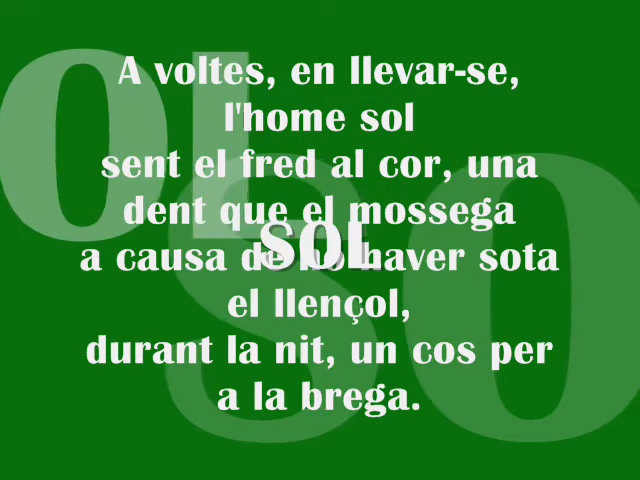 A voltes, en llevar-se,
l'home sol
sent el fred al cor, una
dent que el mossega
SOL
a causa de no haver sota
el llençol,
durant la nit, un cos per
a la brega.